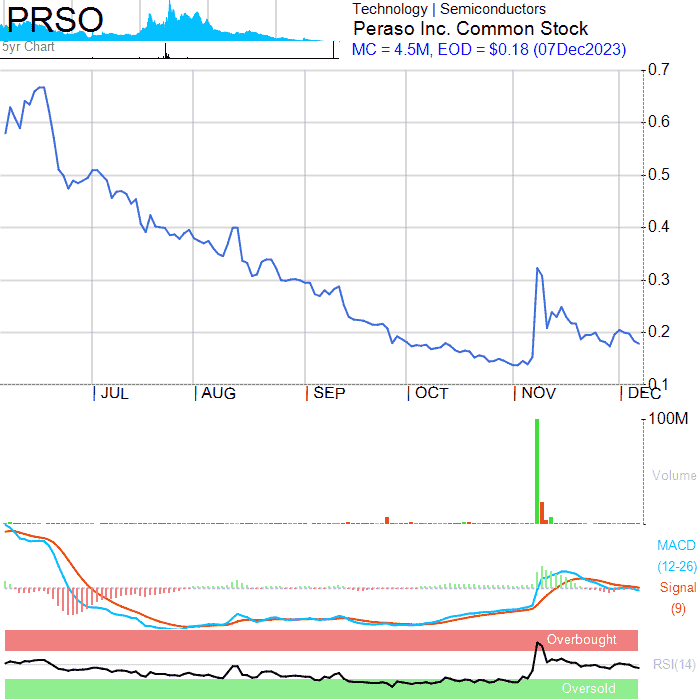 PRSO
5yr Chart
Technology | Semiconductors
Peraso Inc. Common Stock
MC = 4.5M, EOD = $0.18 (07Dec2023)
0.7
0.6
0.5
0.4
0.3
0.2
0.1
JUL AUG SEP OCT NOV DEC
100M
Volume
MACD
(12-26)
Signal
(9)
Overbought
RSI(14)
Oversold